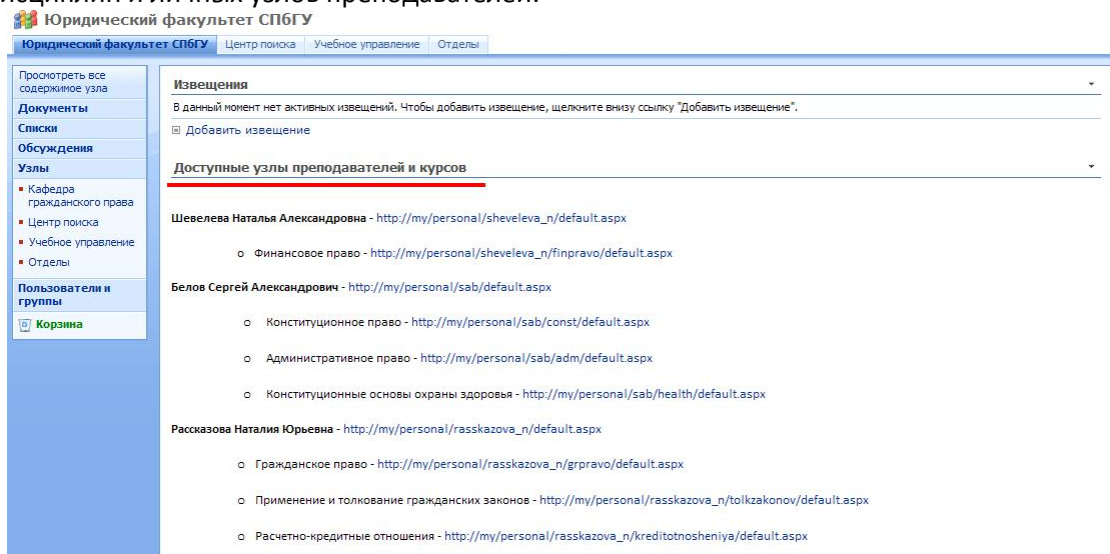 Юридический факультет СПбГУ
Юридический факультет СПбГУ Центр поиска Учебное управление Отделы
Просмотреть все
содержимое узла
Документы
Списки
Обсуждения
Узлы
Кафедра
гражданского права
Центр поиска
Учебное управление
Отделы
Пользователи и
группы
Корзина
Извещения
В данный момент нет активных извещений. Чтобы добавить извещение, щелкните внизу ссылку "Добавить извещение".
Добавить извещение
Доступные узлы преподавателей и курсов
Шевелева Наталья Александровна - http://my/personal/sheveleva_n/default.aspx
o Финансовое право - http://my/personal/sheveleva_n/finpravo/default.aspx
Белов Сергей Александрович - http://my/personal/sab/default.aspx
o Конституционное право - http://my/personal/sab/const/default.aspx
o Административное право - http://my/personal/sab/adm/default.aspx
o Конституционные основы охраны здоровья - http://my/personal/sab/health/default.aspx
Рассказова Наталия Юрьевна - http://my/personal/rasskazova_n/default.aspx
o Гражданское право - http://my/personal/rasskazova_n/grpravo/default.aspx
o Применение и толкование гражданских законов - http://my/personal/rasskazova_n/tolkzakonov/default.aspx
o Расчетно-кредитные отношения - http://my/personal/rasskazova_n/kreditotnosheniya/default.aspx